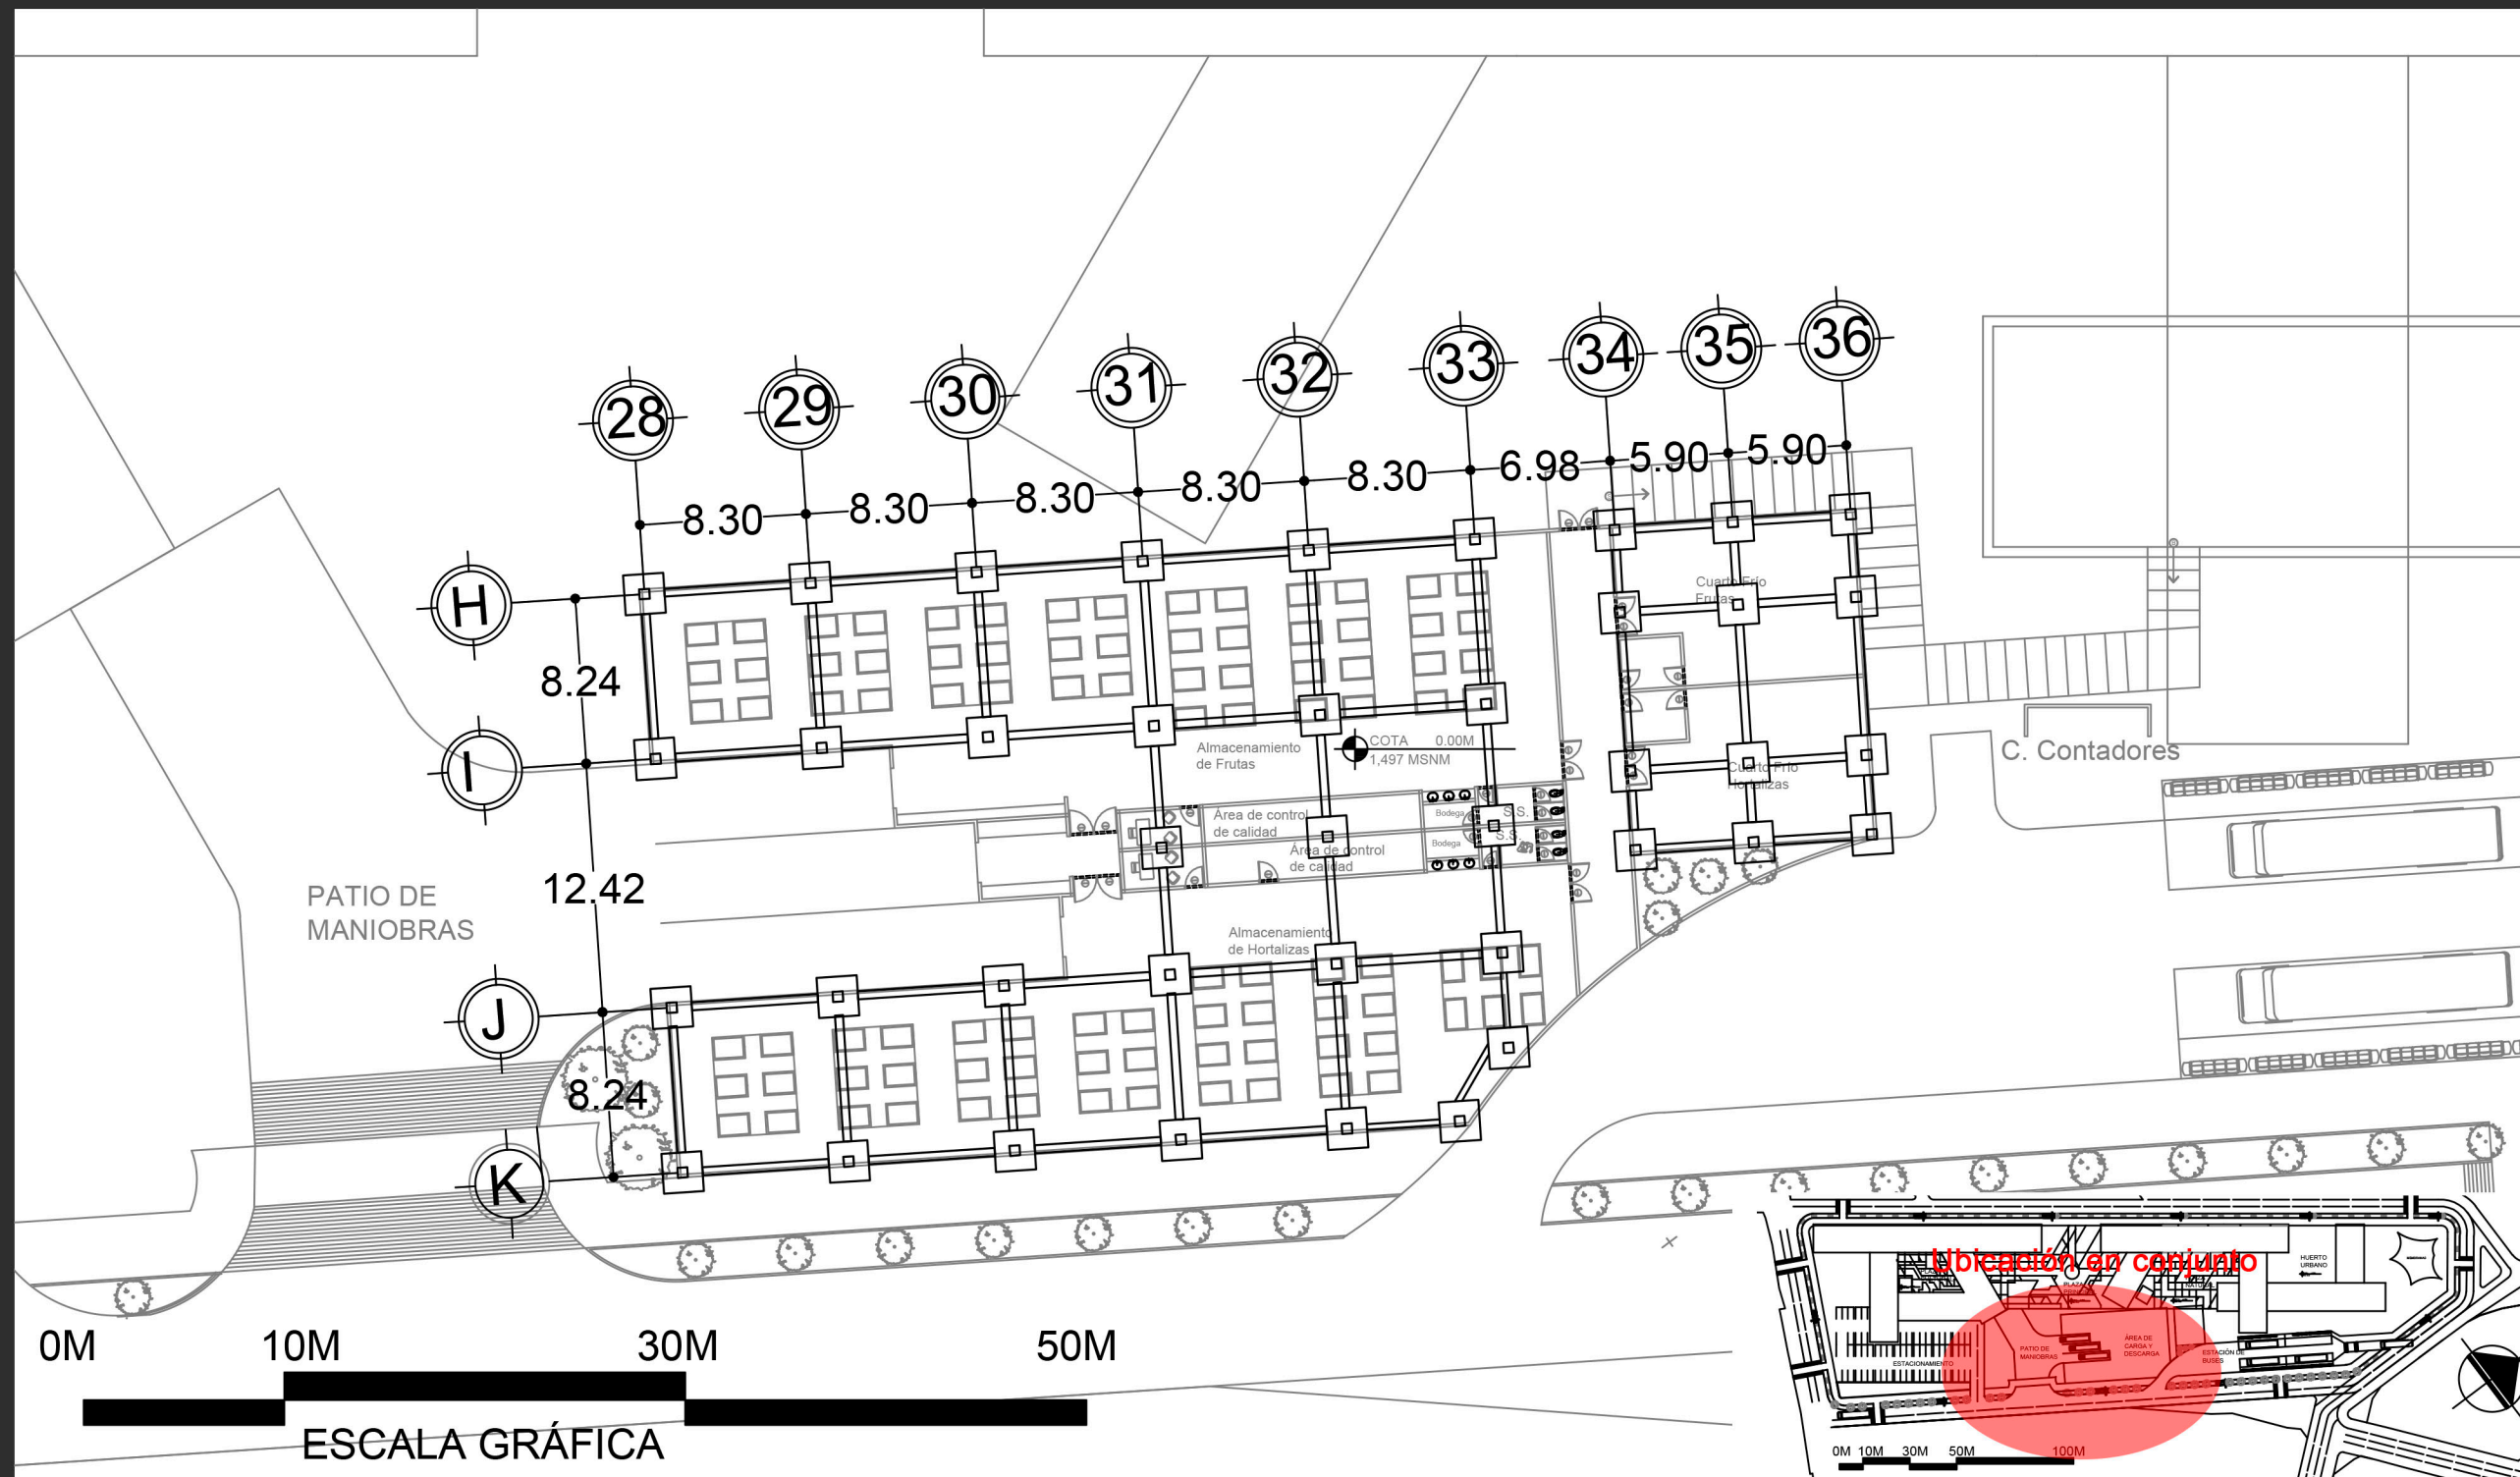 28
29
30
31
32
33
34
35
36
8.30
8.30
8.30
8.30
8.30
6.98
5.90
5.90
H
8.24
I
12.42
J
8.24
K
Cuarto Frío
Frutas
Cuarto Frío
Hortalizas
Almacenamiento
de Frutas
COTA 0.00M
1,497 MSNM
Área de control
de calidad
Área de control
de calidad
Bodega
Bodega
S.S.
S.S.
Almacenamiento
de Hortalizas
C. Contadores
PATIO DE
MANIOBRAS
0M 10M 30M 50M
ESCALA GRÁFICA
Ubicación en conjunto
HUERTO
URBANO
PLAZA
PATIO DE
MANIOBRAS
ÁREA DE
CARGA Y
DESCARGA
ESTACIÓN DE
BUSES
ESTACIONAMIENTO
0M 10M 30M 50M 100M